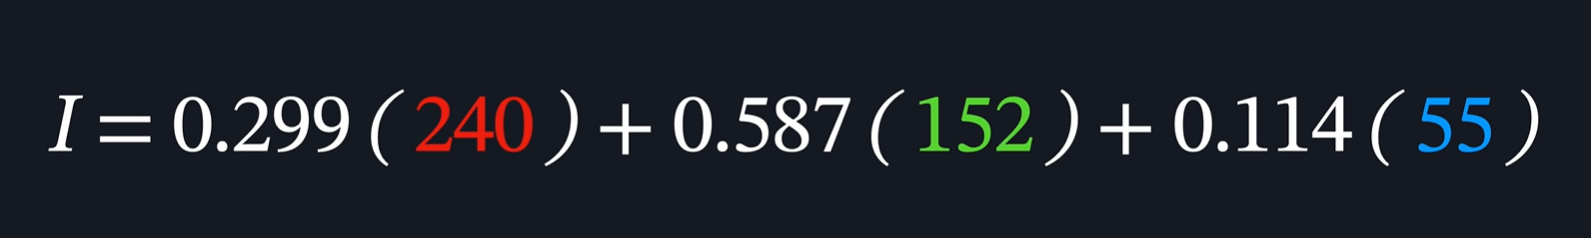 I = 0.299 ( 240 ) + 0.587 ( 152 ) + 0.114 ( 55 )